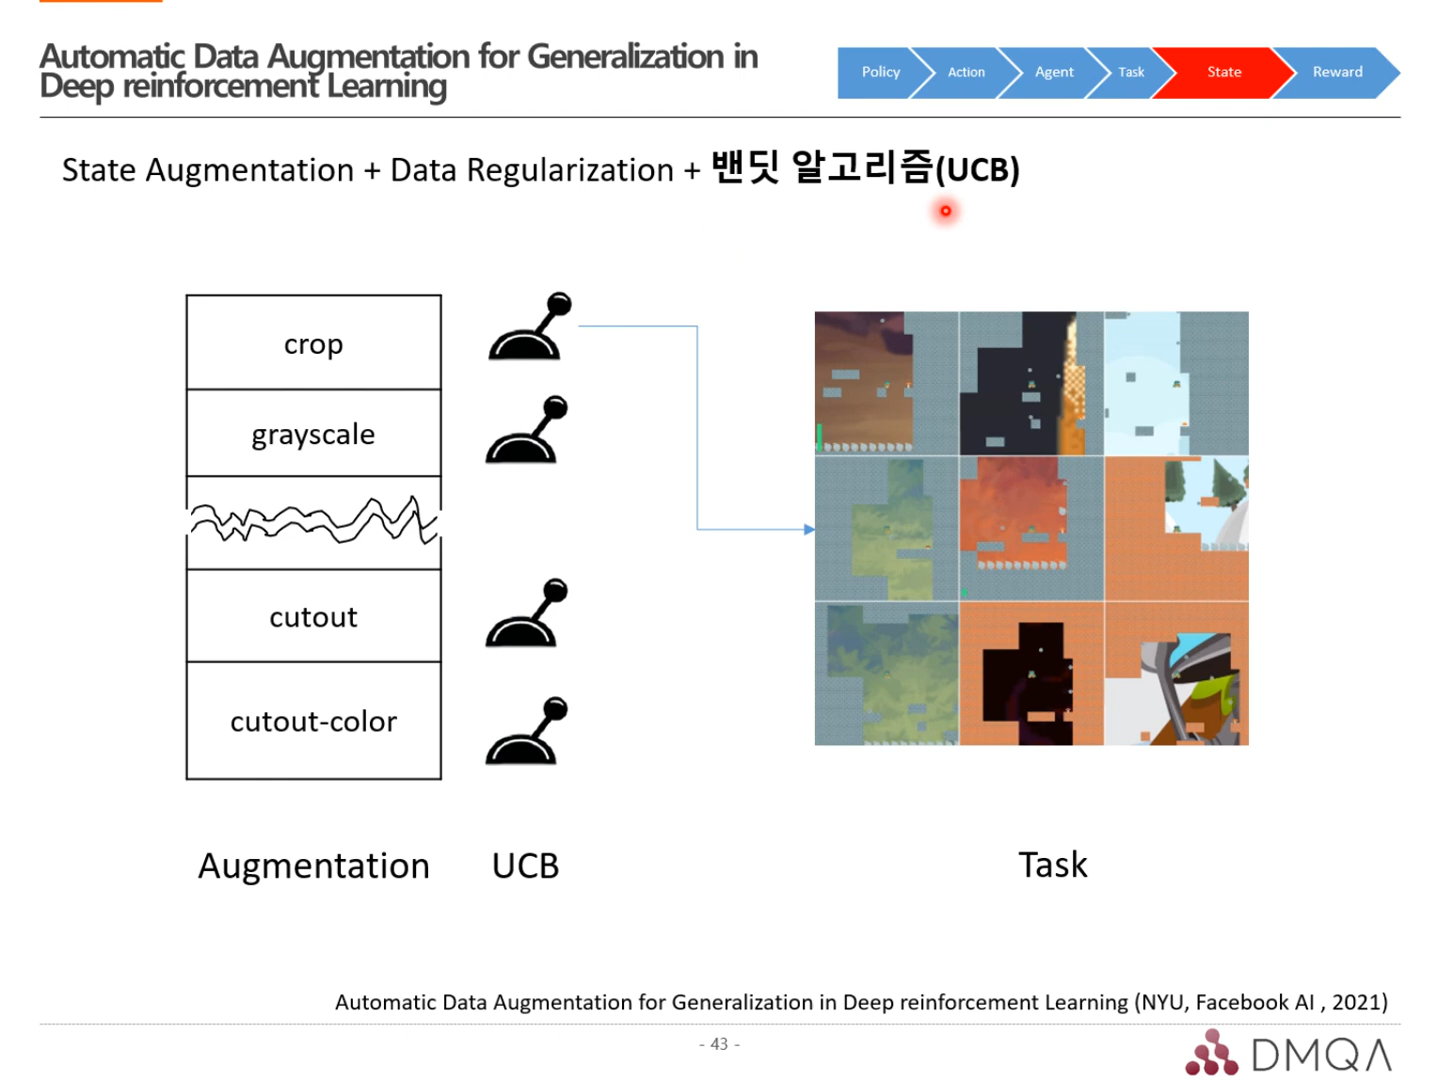 Automatic Data Augmentation for Generalization in
Deep reinforcement Learning
Policy
Action
Agent
Task
State
Reward
State Augmentation + Data Regularization + 밴딧 알고리즘(UCB)
crop
grayscale
cutout
cutout-color
Augmentation
UCB
Task
Automatic Data Augmentation for Generalization in Deep reinforcement Learning (NYU, Facebook AI , 2021)
- 43 -
DMQA